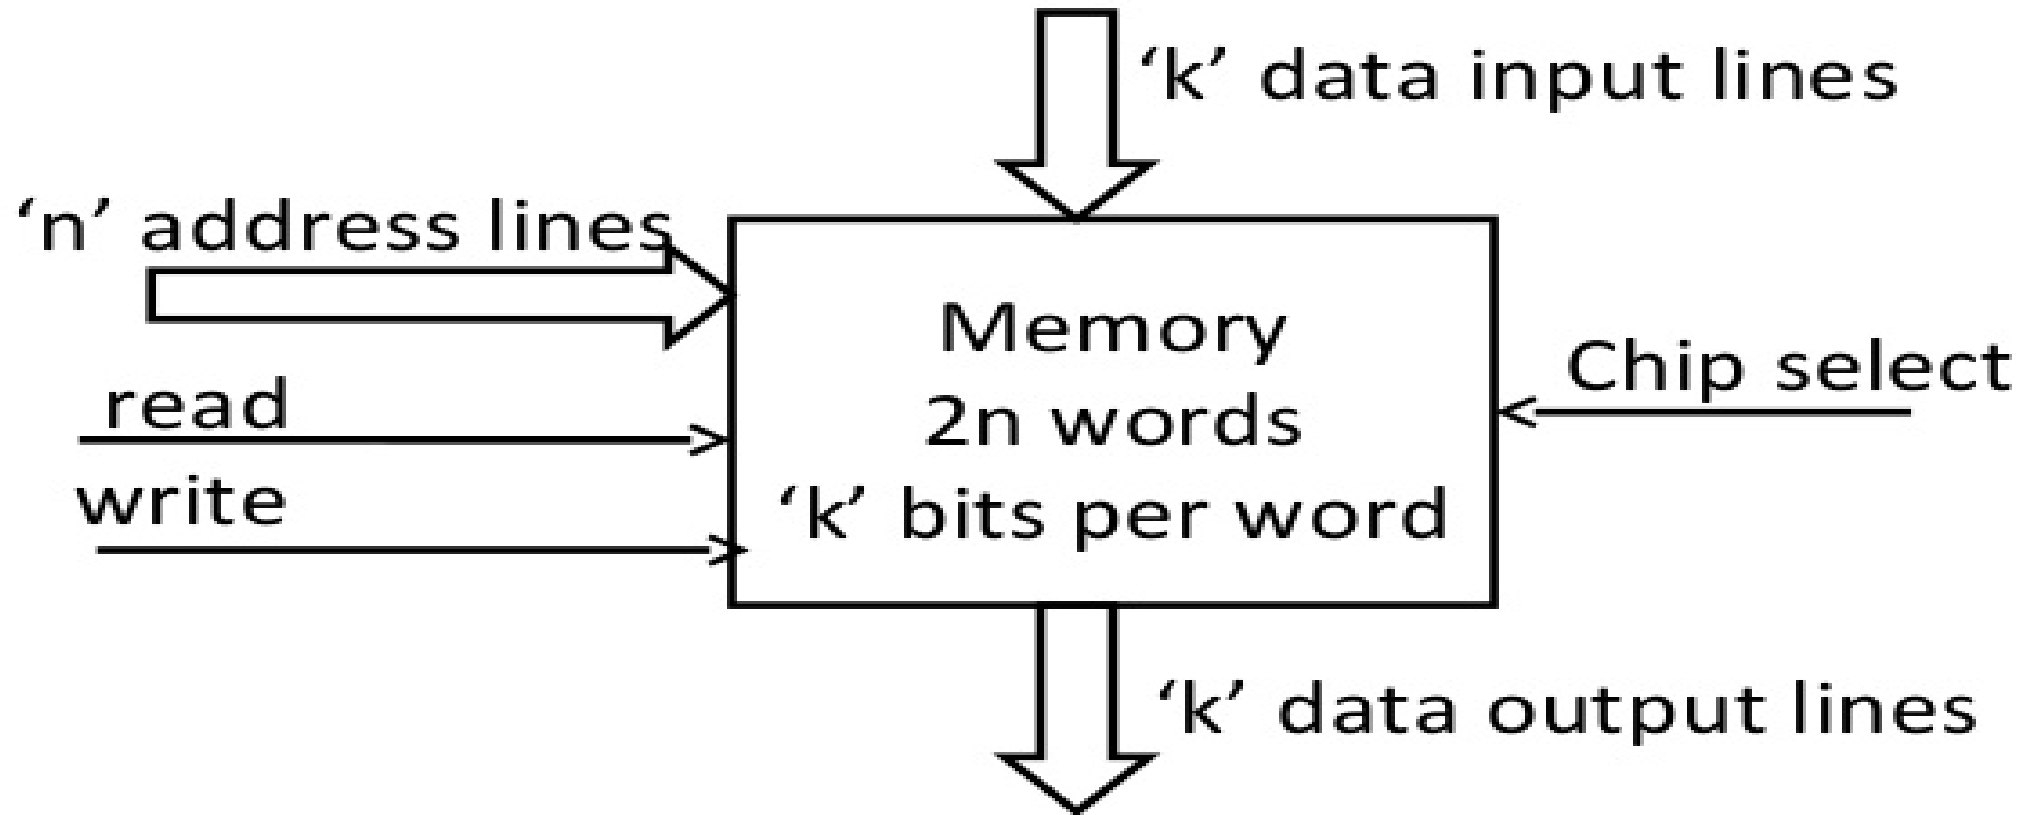 ‘k’ data input lines
‘n’ address lines
Memory
2n words
‘k’ bits per word
read
write
Chip select
‘k’ data output lines